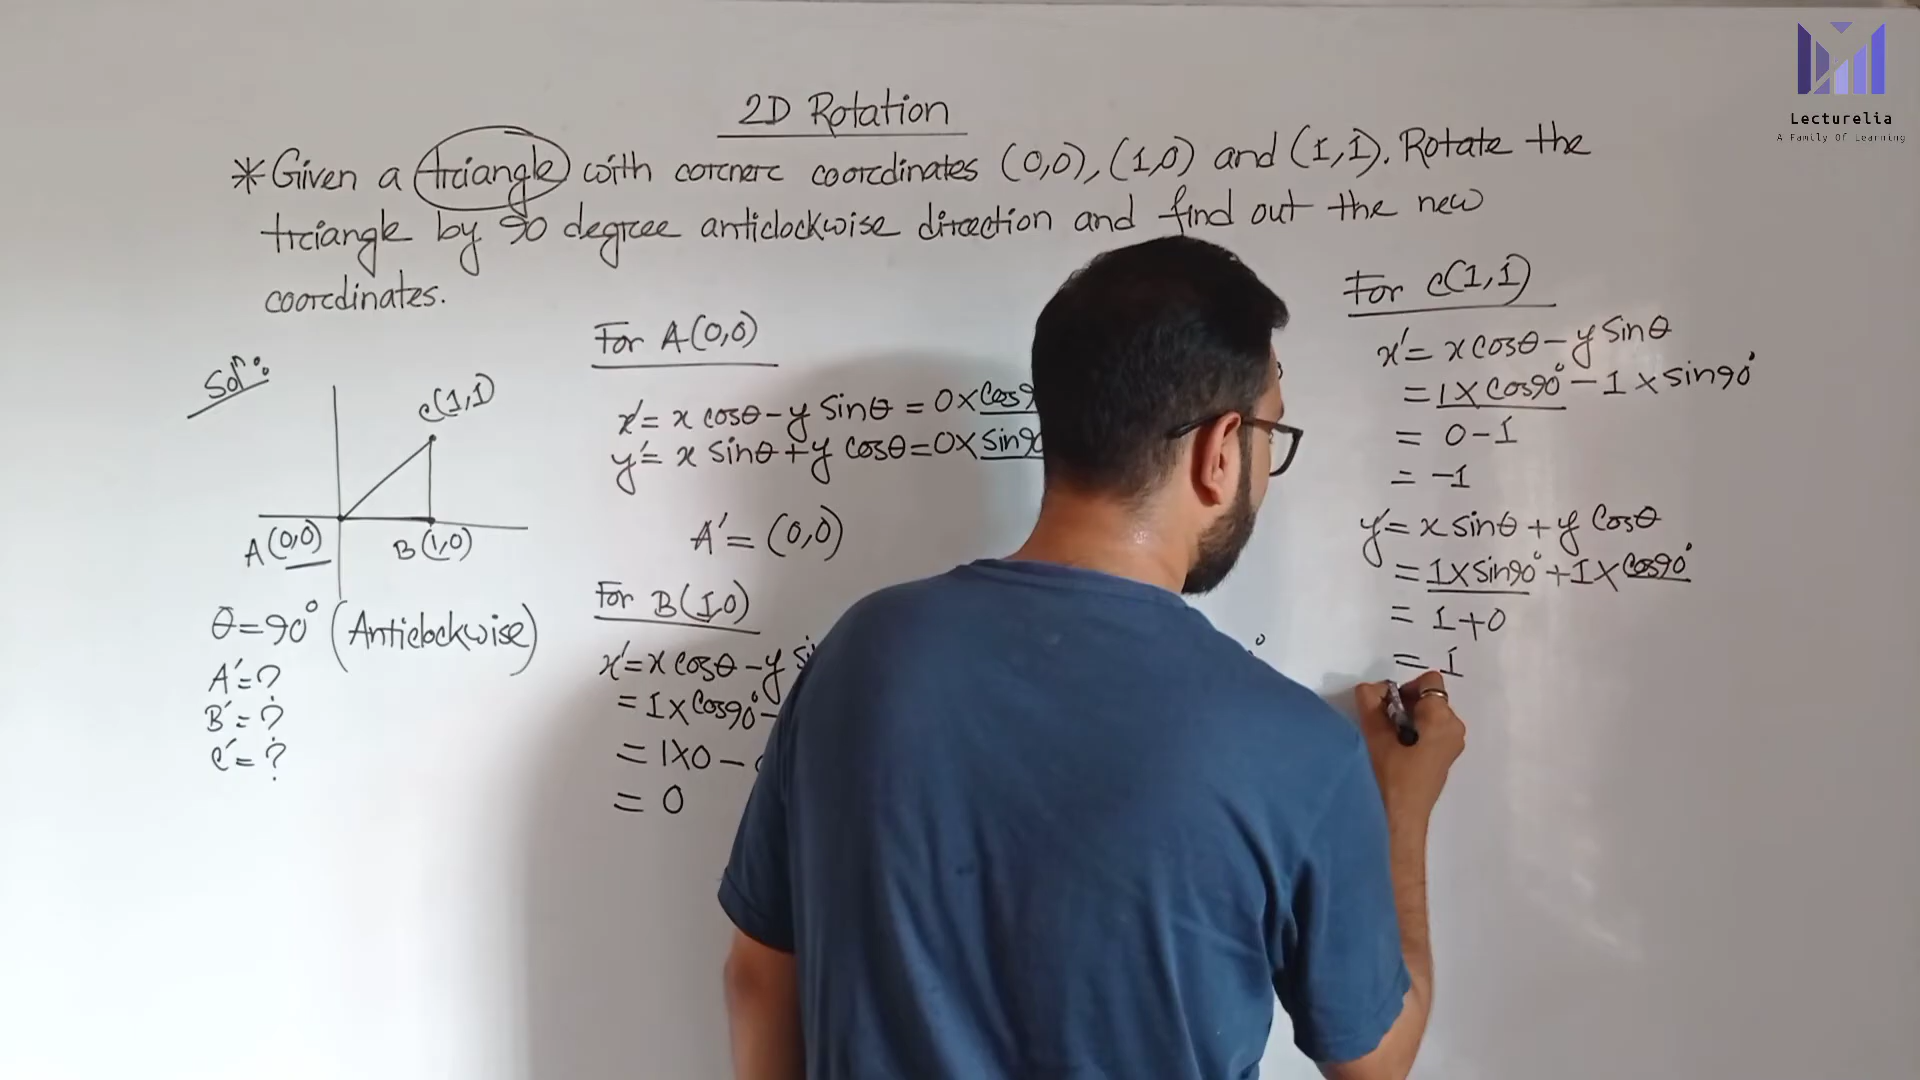 Lecturelia
A Family Of Learning
2D Rotation
*Given a triangle with corner coordinates (0,0), (1,0) and (1,1). Rotate the
triangle by 90 degree anticlockwise direction and find out the new
coordinates.
Solⁿ:
C(1,1)
A(0,0)
B(1,0)
θ=90° (Anticlockwise)
A'=?
B'=?
C'=?
For A(0,0)
x'= x cosθ-y sinθ = 0×cos9
y'= x sinθ+y cosθ=0×sin90
A'= (0,0)
For B(1,0)
x'=x cosθ-y si
= 1×cos90°-
= 1×0 -
= 0
For C(1,1)
x'= x cosθ-y sinθ
= 1×cos90°-1×sin90°
= 0-1
= -1
y'= x sinθ+y cosθ
= 1×sin90°+1×cos90°
= 1+0
= 1